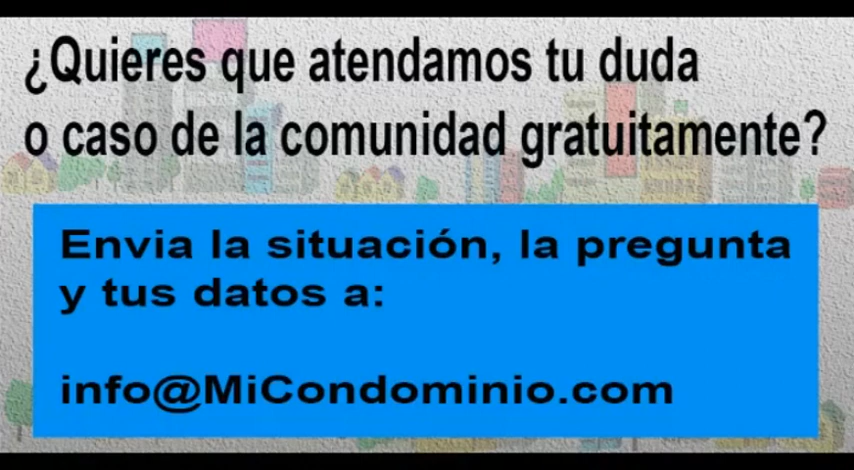 ¿Quieres que atendamos tu duda
o caso de la comunidad gratuitamente?
Envia la situación, la pregunta
y tus datos a:
info@MiCondominio.com